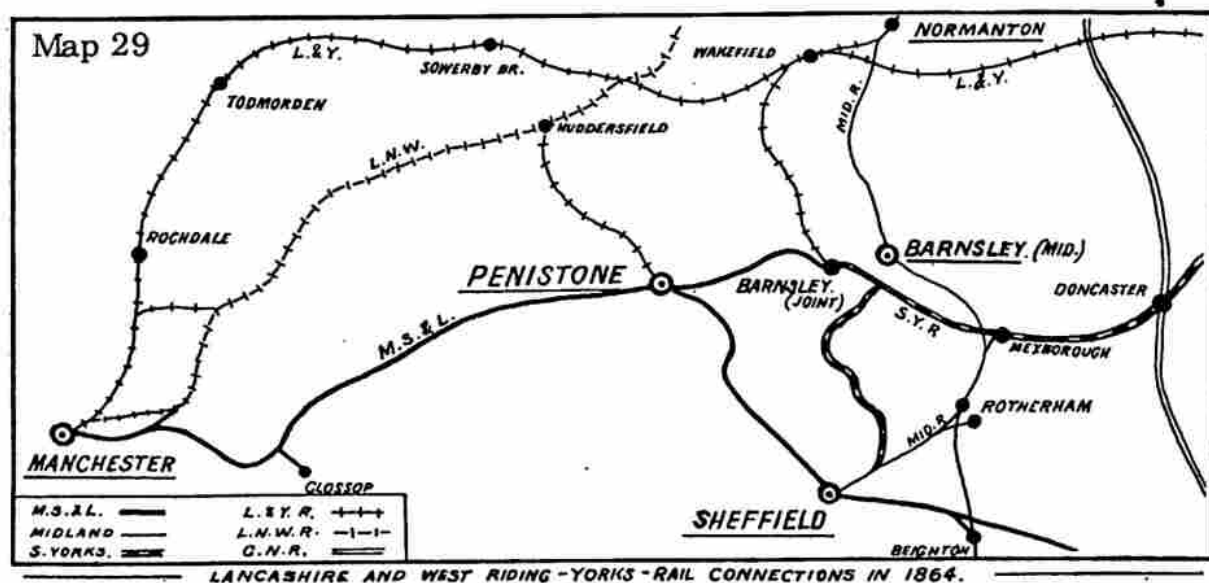 Map 29
NORMANTON
WAKEFIELD
L.&Y.
SOWERBY BR.
L.&Y.
TODMORDEN
MID. R.
HUDDERSFIELD
L.N.W.
ROCHDALE
BARNSLEY. (MID.)
PENISTONE
BARNSLEY.
(JOINT)
DONCASTER
S.Y.R
M.S.&L.
MEXBOROUGH
ROTHERHAM
MID. R.
MANCHESTER
GLOSSOP
SHEFFIELD
BEIGHTON
M.S.&L.
L.&Y.R.
MIDLAND
L.N.W.R.
S.YORKS.
G.N.R.
LANCASHIRE AND WEST RIDING-YORKS-RAIL CONNECTIONS IN 1864.